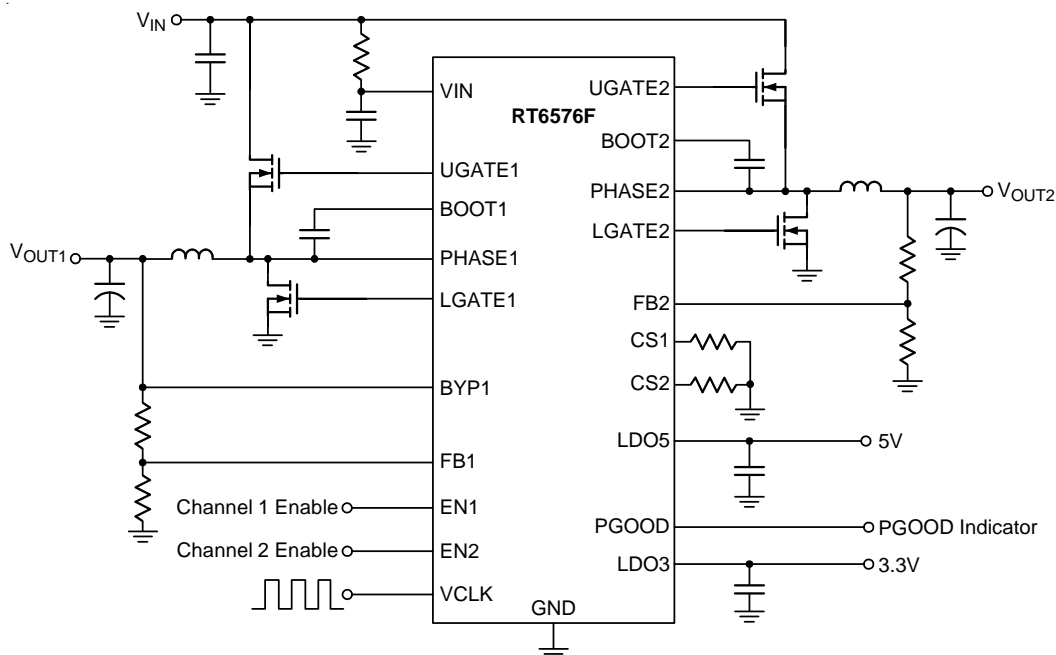 VIN
VIN
RT6576F
UGATE2
BOOT2
UGATE1
PHASE2
VOUT2
BOOT1
LGATE2
VOUT1
PHASE1
LGATE1
FB2
CS1
CS2
BYP1
LDO5
5V
FB1
Channel 1 Enable
EN1
PGOOD
PGOOD Indicator
Channel 2 Enable
EN2
LDO3
3.3V
VCLK
GND